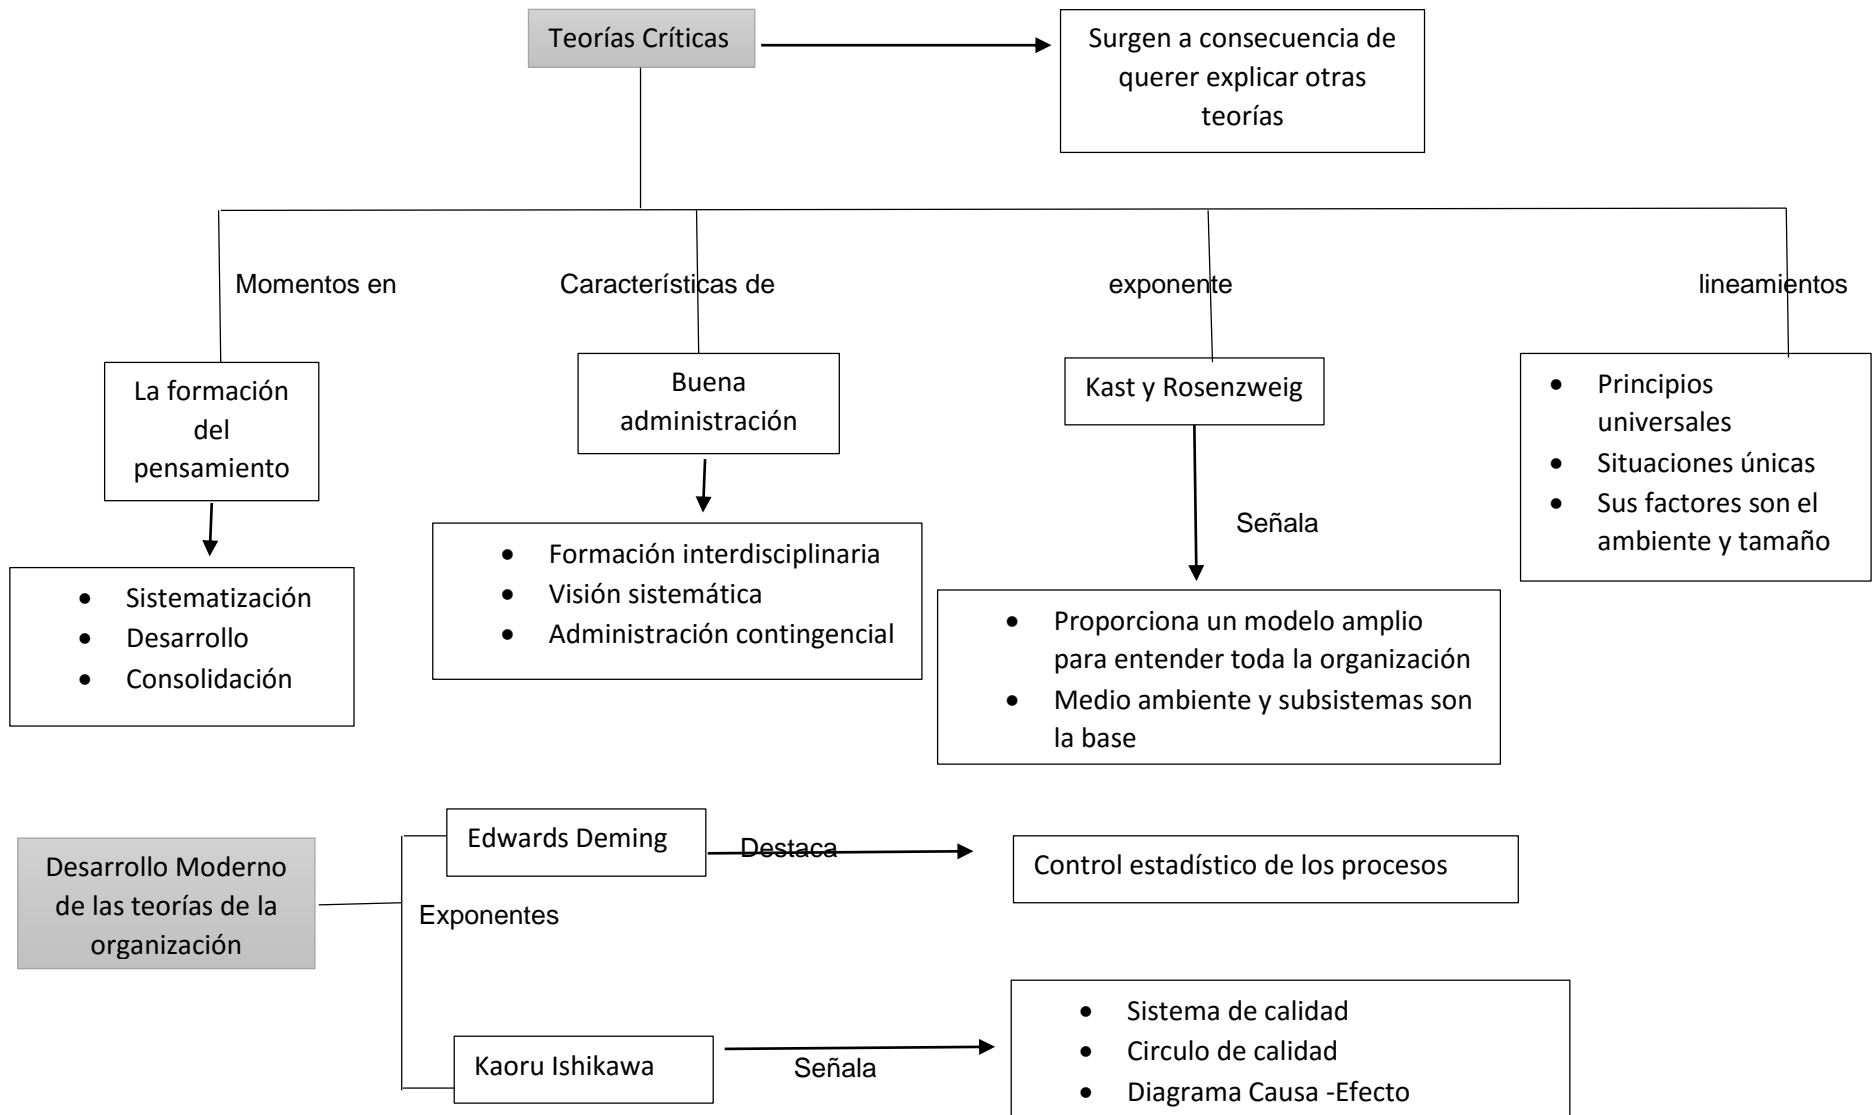 Teorías Críticas
Surgen a consecuencia de
querer explicar otras
teorías
Momentos en
Características de
exponente
lineamientos
La formación
del
pensamiento
Buena
administración
Kast y Rosenzweig
• Principios
universales
• Situaciones únicas
• Sus factores son el
ambiente y tamaño
Señala
• Sistematización
• Desarrollo
• Consolidación
• Formación interdisciplinaria
• Visión sistemática
• Administración contingencial
• Proporciona un modelo amplio
para entender toda la organización
• Medio ambiente y subsistemas son
la base
Desarrollo Moderno
de las teorías de la
organización
Exponentes
Edwards Deming
Destaca
Control estadístico de los procesos
Kaoru Ishikawa
Señala
• Sistema de calidad
• Circulo de calidad
• Diagrama Causa -Efecto